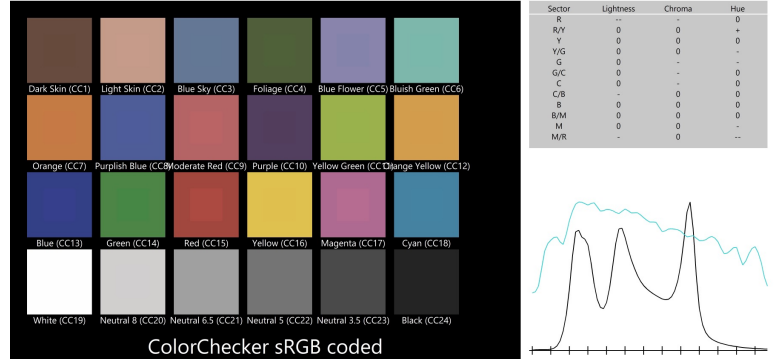 Dark Skin (CC1) Light Skin (CC2) Blue Sky (CC3) Foliage (CC4) Blue Flower (CC5) Bluish Green (CC6)
Orange (CC7) Purplish Blue (CC8) Moderate Red (CC9) Purple (CC10) Yellow Green (CC11) Orange Yellow (CC12)
Blue (CC13) Green (CC14) Red (CC15) Yellow (CC16) Magenta (CC17) Cyan (CC18)
White (CC19) Neutral 8 (CC20) Neutral 6.5 (CC21) Neutral 5 (CC22) Neutral 3.5 (CC23) Black (CC24)
ColorChecker sRGB coded
Sector Lightness Chroma Hue
R -- - 0
R/Y 0 0 +
Y 0 0 0
Y/G 0 0 -
G 0 - -
G/C 0 - 0
C 0 - 0
C/B - 0 0
B 0 0 0
B/M 0 0 0
M 0 0 -
M/R - 0 --